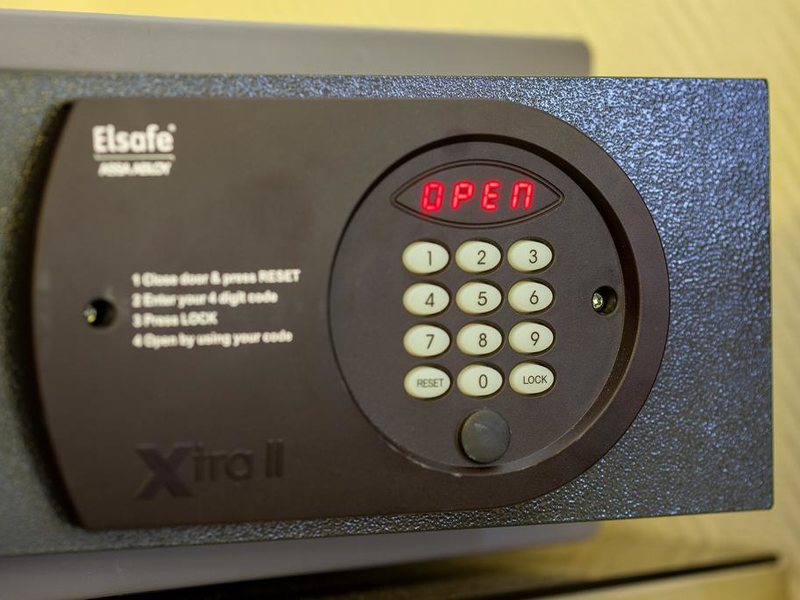 Elsafe
ASSA ABLOY
OPEN
1 Close door & press RESET
2 Enter your 4 digit code
3 Press LOCK
4 Open by using your code
1 2 3
4 5 6
7 8 9
RESET 0 LOCK
Xtra II